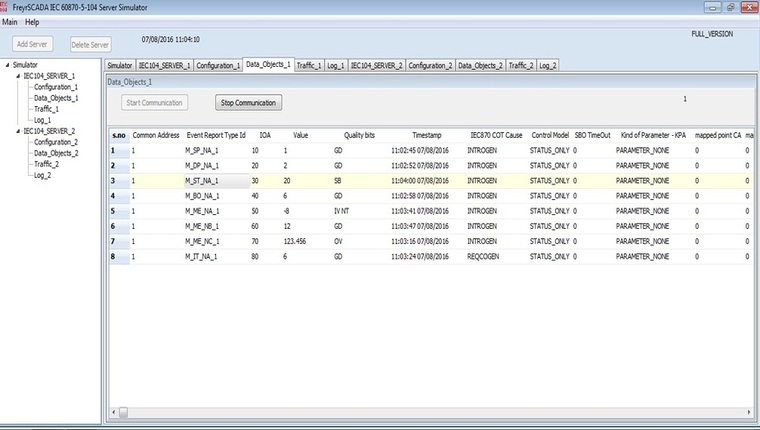 FreyrSCADA IEC 60870-5-104 Server Simulator
Main Help
Add Server Delete Server 07/08/2016 11:04:10 FULL_VERSION
Simulator
IEC104_SERVER_1
Configuration_1
Data_Objects_1
Traffic_1
Log_1
IEC104_SERVER_2
Configuration_2
Data_Objects_2
Traffic_2
Log_2
Simulator IEC104_SERVER_1 Configuration_1 Data_Objects_1 Traffic_1 Log_1 IEC104_SERVER_2 Configuration_2 Data_Objects_2 Traffic_2 Log_2
Data_Objects_1
Start Communication Stop Communication 1
s.no Common Address Event Report Type Id IOA Value Quality bits Timestamp IEC870 COT Cause Control Model SBO TimeOut Kind of Parameter - KPA mapped point CA ma
1 1 M_SP_NA_1 10 1 GD 11:02:45 07/08/2016 INTROGEN STATUS_ONLY 0 PARAMETER_NONE 0 0
2 1 M_DP_NA_1 20 2 GD 11:02:52 07/08/2016 INTROGEN STATUS_ONLY 0 PARAMETER_NONE 0 0
3 1 M_ST_NA_1 30 20 SB 11:04:00 07/08/2016 INTROGEN STATUS_ONLY 0 PARAMETER_NONE 0 0
4 1 M_BO_NA_1 40 6 GD 11:02:58 07/08/2016 INTROGEN STATUS_ONLY 0 PARAMETER_NONE 0 0
5 1 M_ME_NA_1 50 -8 IV NT 11:03:41 07/08/2016 INTROGEN STATUS_ONLY 0 PARAMETER_NONE 0 0
6 1 M_ME_NB_1 60 12 GD 11:03:47 07/08/2016 INTROGEN STATUS_ONLY 0 PARAMETER_NONE 0 0
7 1 M_ME_NC_1 70 123.456 OV 11:03:16 07/08/2016 INTROGEN STATUS_ONLY 0 PARAMETER_NONE 0 0
8 1 M_IT_NA_1 80 6 GD 11:03:24 07/08/2016 REQCOGEN STATUS_ONLY 0 PARAMETER_NONE 0 0